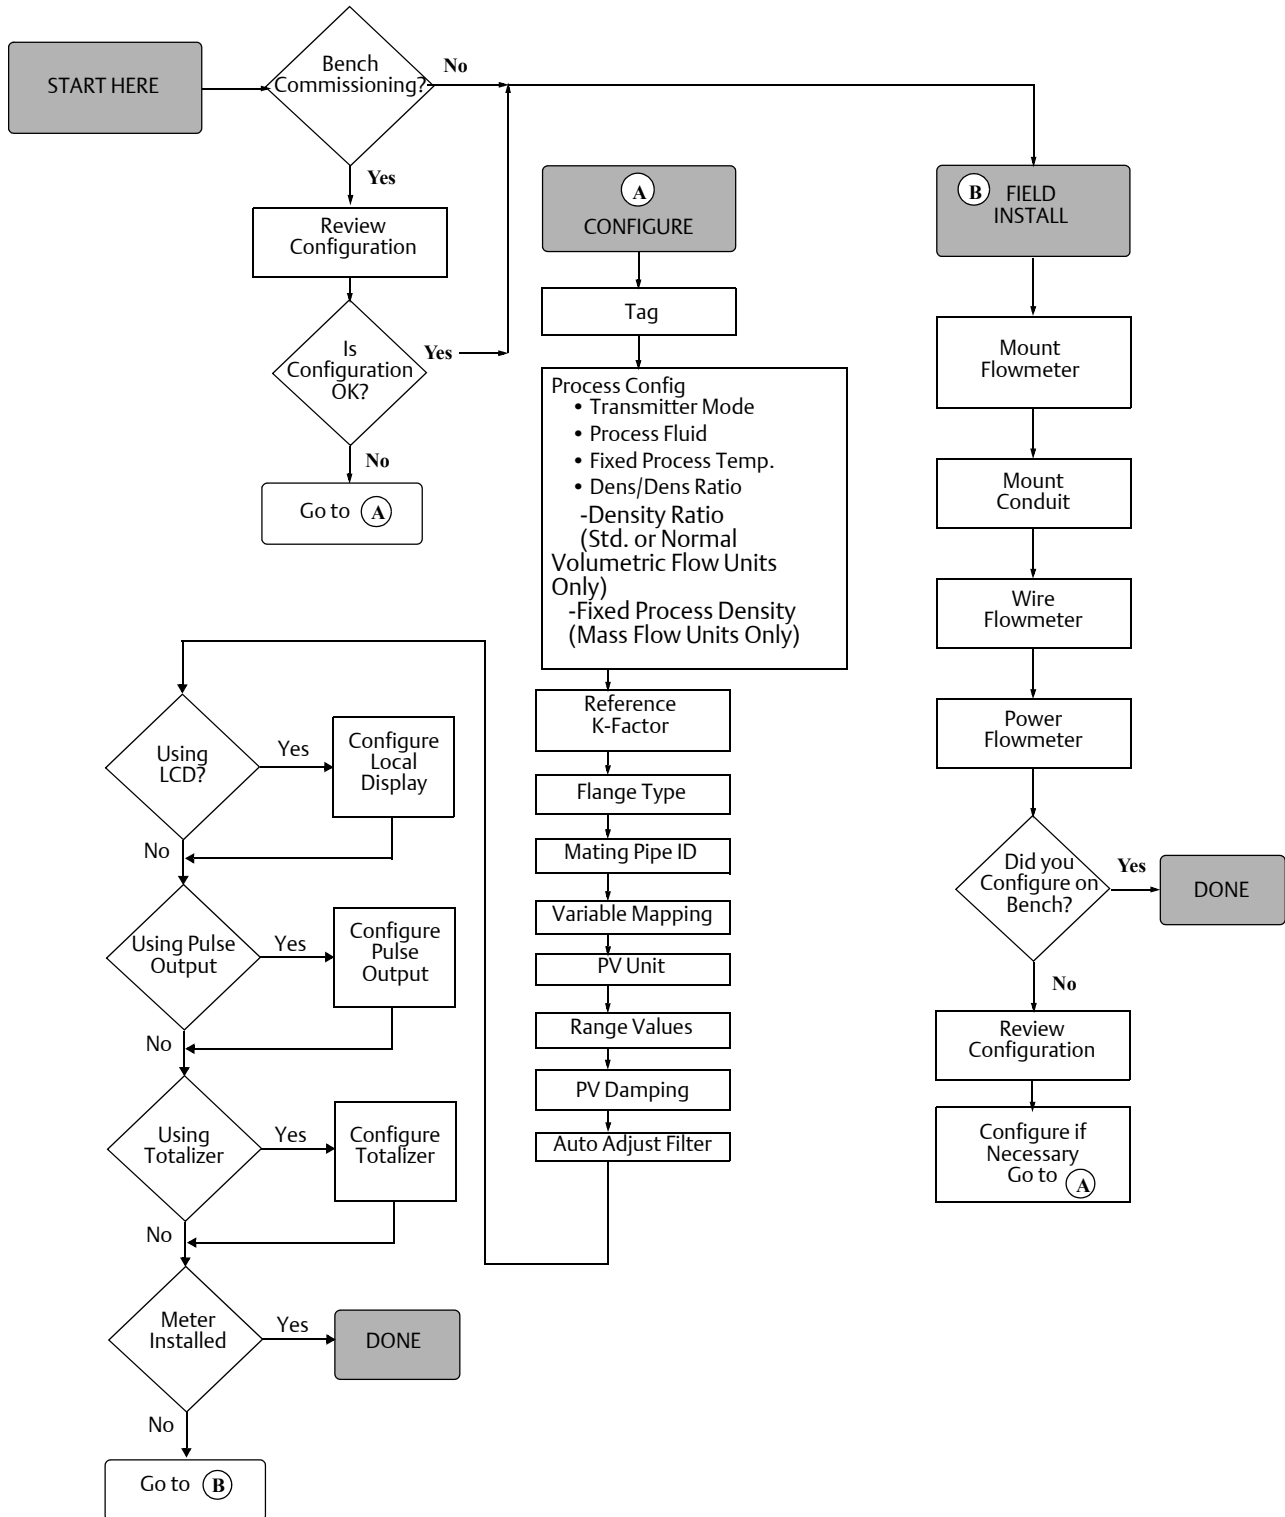 START HERE
Bench
Commissioning?
No
Yes
Review
Configuration
Is
Configuration
OK?
Yes
No
Go to A
A
CONFIGURE
Tag
Process Config
• Transmitter Mode
• Process Fluid
• Fixed Process Temp.
• Dens/Dens Ratio
-Density Ratio
(Std. or Normal
Volumetric Flow Units
Only)
-Fixed Process Density
(Mass Flow Units Only)
Reference
K-Factor
Flange Type
Mating Pipe ID
Variable Mapping
PV Unit
Range Values
PV Damping
Auto Adjust Filter
Using
LCD?
Yes
Configure
Local
Display
No
Using Pulse
Output
Yes
Configure
Pulse
Output
No
Using
Totalizer
Yes
Configure
Totalizer
No
Meter
Installed
Yes
DONE
No
Go to B
B FIELD
INSTALL
Mount
Flowmeter
Mount
Conduit
Wire
Flowmeter
Power
Flowmeter
Did you
Configure on
Bench?
Yes
DONE
No
Review
Configuration
Configure if
Necessary
Go to A